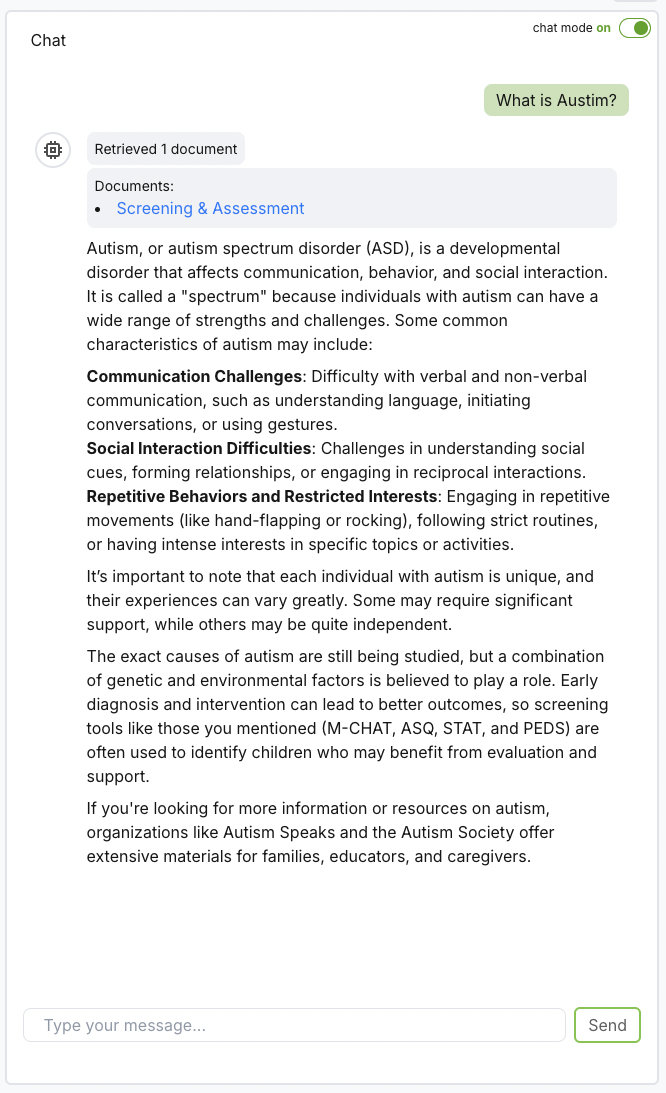 chat mode on
Chat
What is Austim?
Retrieved 1 document
Documents:
• Screening & Assessment
Autism, or autism spectrum disorder (ASD), is a developmental
disorder that affects communication, behavior, and social interaction.
It is called a "spectrum" because individuals with autism can have a
wide range of strengths and challenges. Some common
characteristics of autism may include:
Communication Challenges: Difficulty with verbal and non-verbal
communication, such as understanding language, initiating
conversations, or using gestures.
Social Interaction Difficulties: Challenges in understanding social
cues, forming relationships, or engaging in reciprocal interactions.
Repetitive Behaviors and Restricted Interests: Engaging in repetitive
movements (like hand-flapping or rocking), following strict routines,
or having intense interests in specific topics or activities.
It’s important to note that each individual with autism is unique, and
their experiences can vary greatly. Some may require significant
support, while others may be quite independent.
The exact causes of autism are still being studied, but a combination
of genetic and environmental factors is believed to play a role. Early
diagnosis and intervention can lead to better outcomes, so screening
tools like those you mentioned (M-CHAT, ASQ, STAT, and PEDS) are
often used to identify children who may benefit from evaluation and
support.
If you're looking for more information or resources on autism,
organizations like Autism Speaks and the Autism Society offer
extensive materials for families, educators, and caregivers.
Type your message...
Send